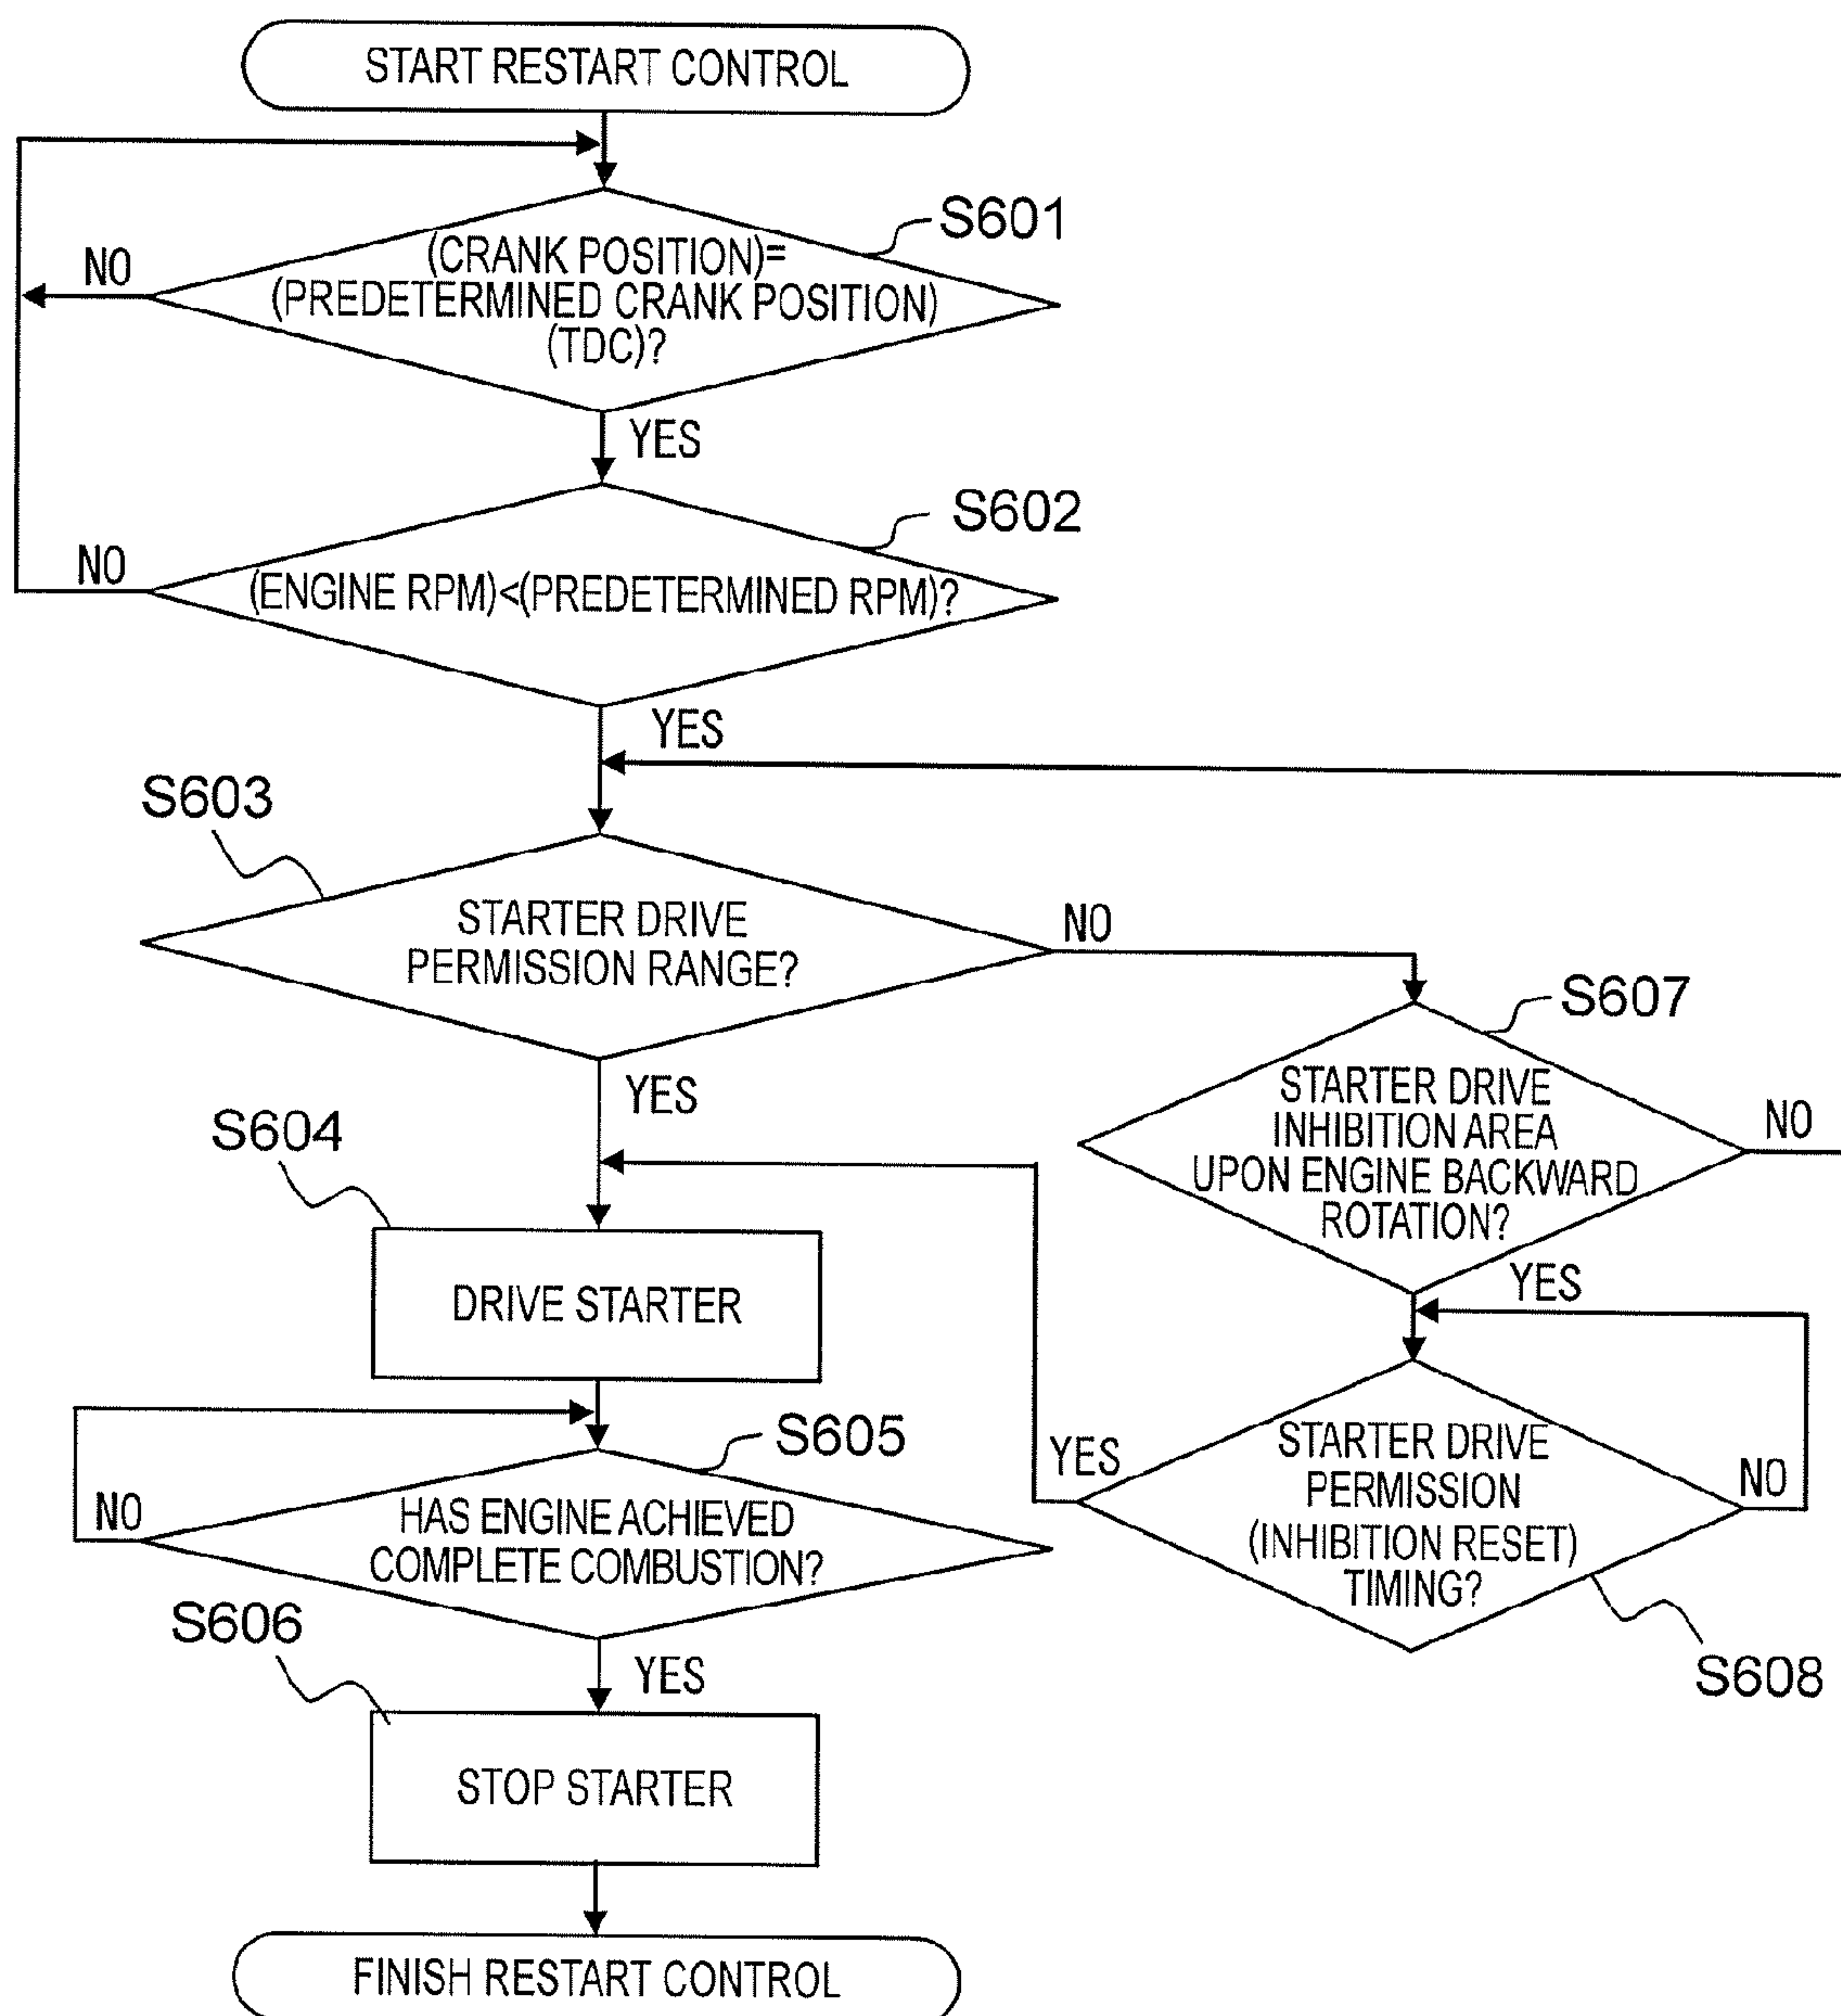 START RESTART CONTROL
S601
(CRANK POSITION)=
(PREDETERMINED CRANK POSITION)
(TDC)?
NO
YES
S602
(ENGINE RPM)<(PREDETERMINED RPM)?
NO
YES
S603
STARTER DRIVE
PERMISSION RANGE?
NO
YES
S607
STARTER DRIVE
INHIBITION AREA
UPON ENGINE BACKWARD
ROTATION?
NO
YES
S604
DRIVE STARTER
S605
HAS ENGINE ACHIEVED
COMPLETE COMBUSTION?
NO
YES
STARTER DRIVE
PERMISSION
(INHIBITION RESET)
TIMING?
YES
NO
S608
S606
STOP STARTER
FINISH RESTART CONTROL